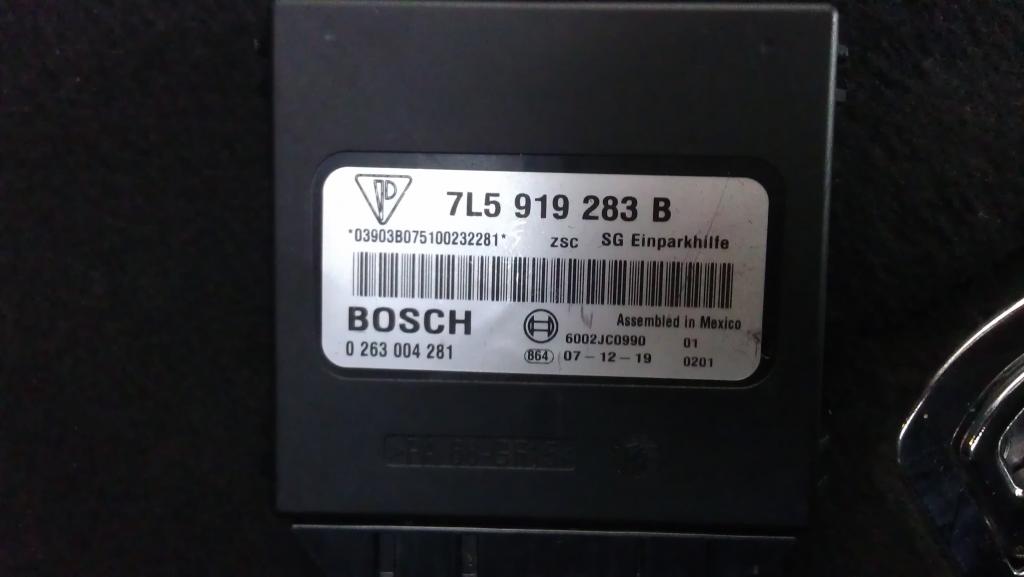 7L5 919 283 B
*03903B075100232281* ZSC SG Einparkhilfe
BOSCH
Assembled in Mexico
6002JC0990 01
0 263 004 281
864 07-12-19 0201